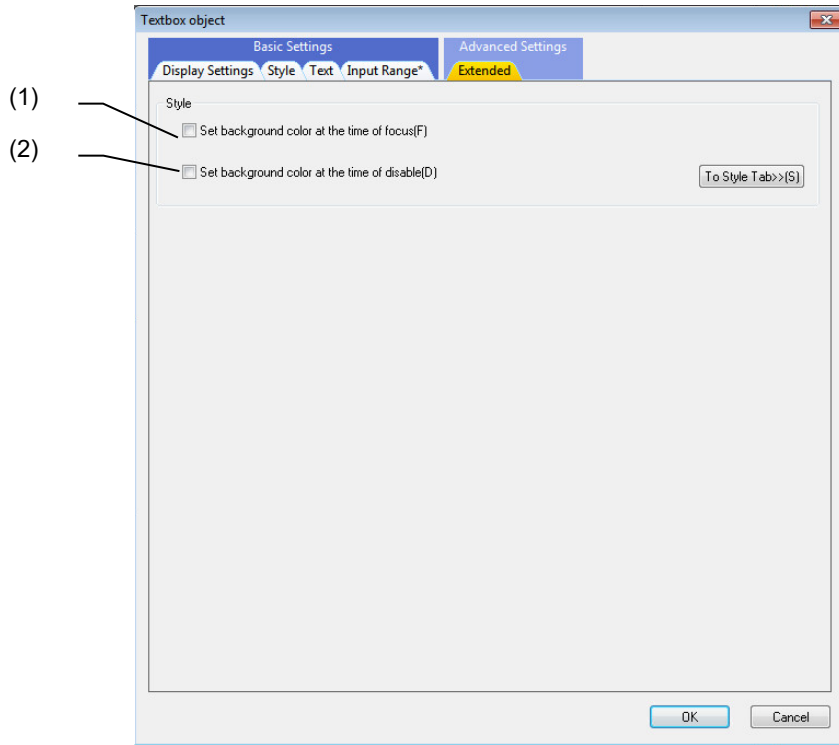 Textbox object
Basic Settings Advanced Settings
Display Settings Style Text Input Range* Extended
(1)
Style
Set background color at the time of focus(F)
(2)
Set background color at the time of disable(D)
To Style Tab>>(S)
OK Cancel